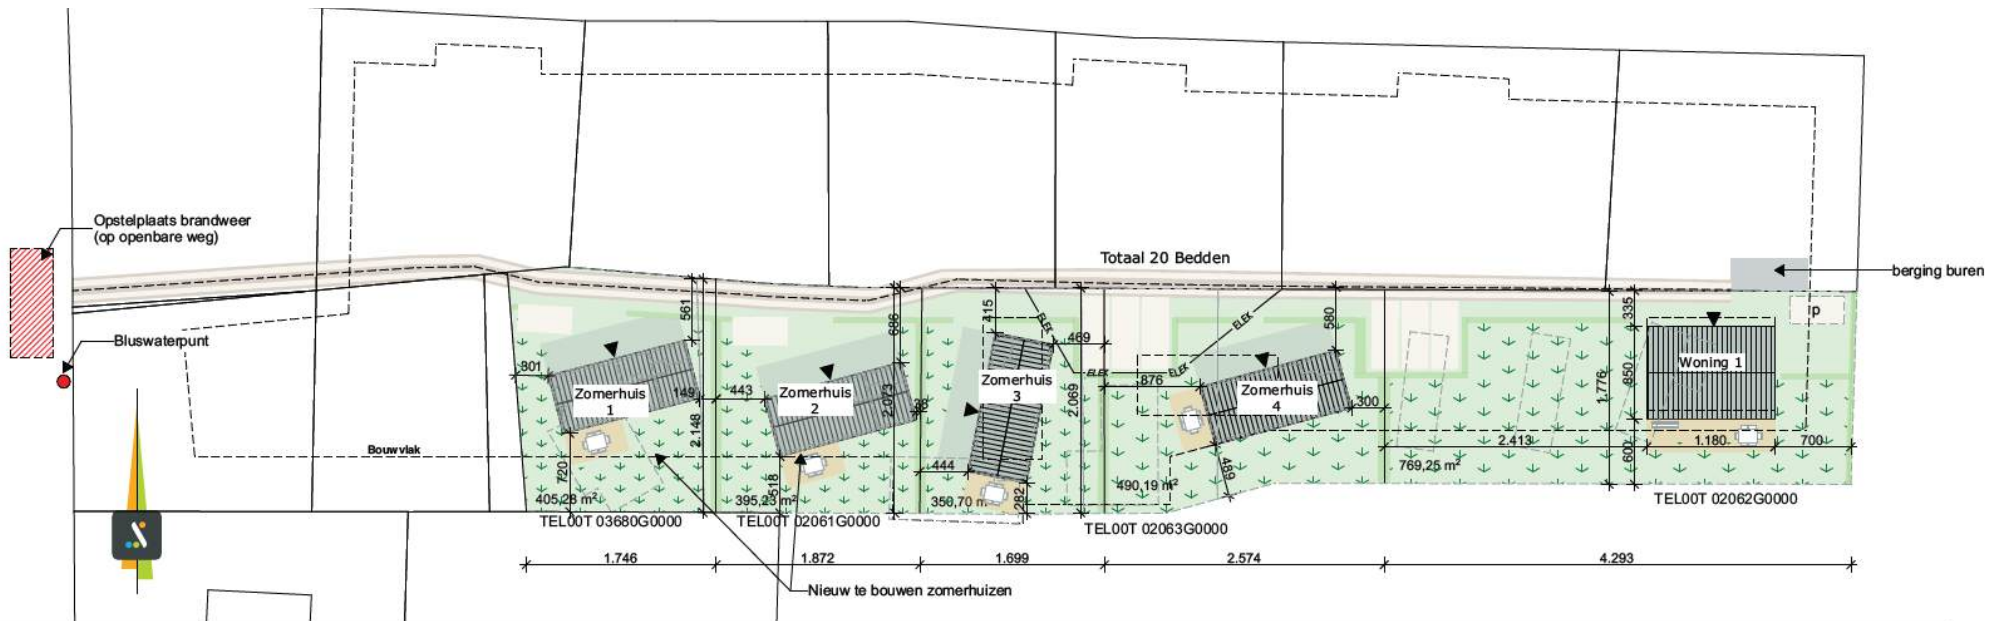 Opstelplaats brandweer
(op openbare weg)
Bluswaterpunt
Bouwvlak
Totaal 20 Bedden
berging buren
561
686
415
ELEK
469
ELEK
580
335
1.776
Woning 1
850
ELEK
ELEK
876
301
Zomerhuis
1
149
443
Zomerhuis
2
2.073
Zomerhuis
3
2.069
Zomerhuis
4
300
2.148
720
518
444
282
489
2.413
1.180
700
600
405,28 m²
395,23 m²
490,19 m²
769,25 m²
TEL00T 03680G0000
TEL00T 02061G0000
TEL00T 02063G0000
TEL00T 02062G0000
1.746
1.872
1.699
2.574
4.293
Nieuw te bouwen zomerhuizen